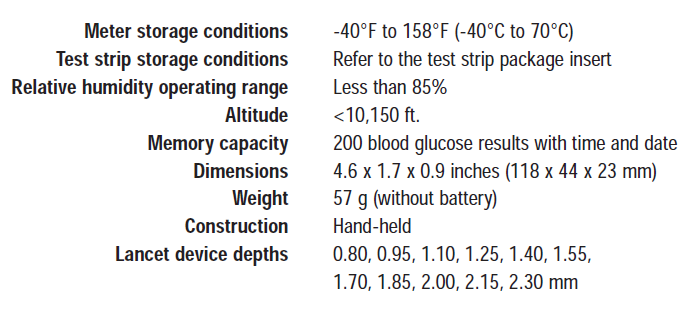 Meter storage conditions -40°F to 158°F (-40°C to 70°C)
Test strip storage conditions Refer to the test strip package insert
Relative humidity operating range Less than 85%
Altitude <10,150 ft.
Memory capacity 200 blood glucose results with time and date
Dimensions 4.6 x 1.7 x 0.9 inches (118 x 44 x 23 mm)
Weight 57 g (without battery)
Construction Hand-held
Lancet device depths 0.80, 0.95, 1.10, 1.25, 1.40, 1.55,
1.70, 1.85, 2.00, 2.15, 2.30 mm